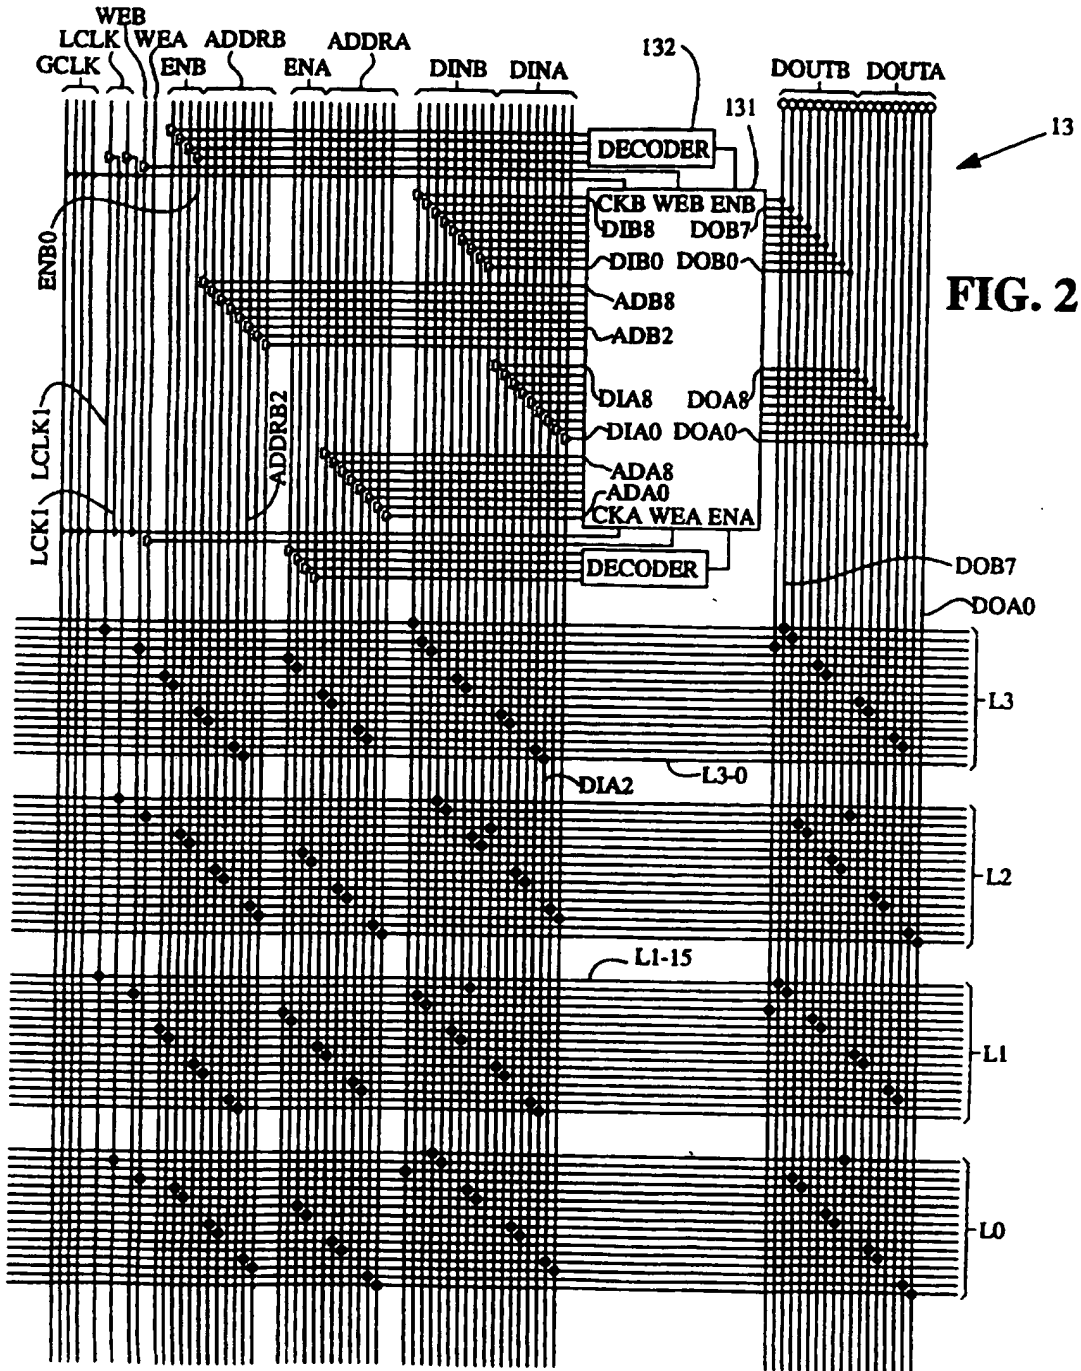 WEB
LCLK WEA ADDRB ADDRA
GCLK ENB ENA DINB DINA
132
DOUTB DOUTA
131
13
DECODER
CKB WEB ENB
DIB8 DOB7
DIB0 DOB0
ENB0
ADB8
ADB2
FIG. 2
DIA8 DOA8
DIA0 DOA0
LCLK1
ADDRB2
ADA8
ADA0
CKA WEA ENA
LCK1
DECODER
DOB7
DOA0
L3
L3-0
DIA2
L2
L1-15
L1
L0